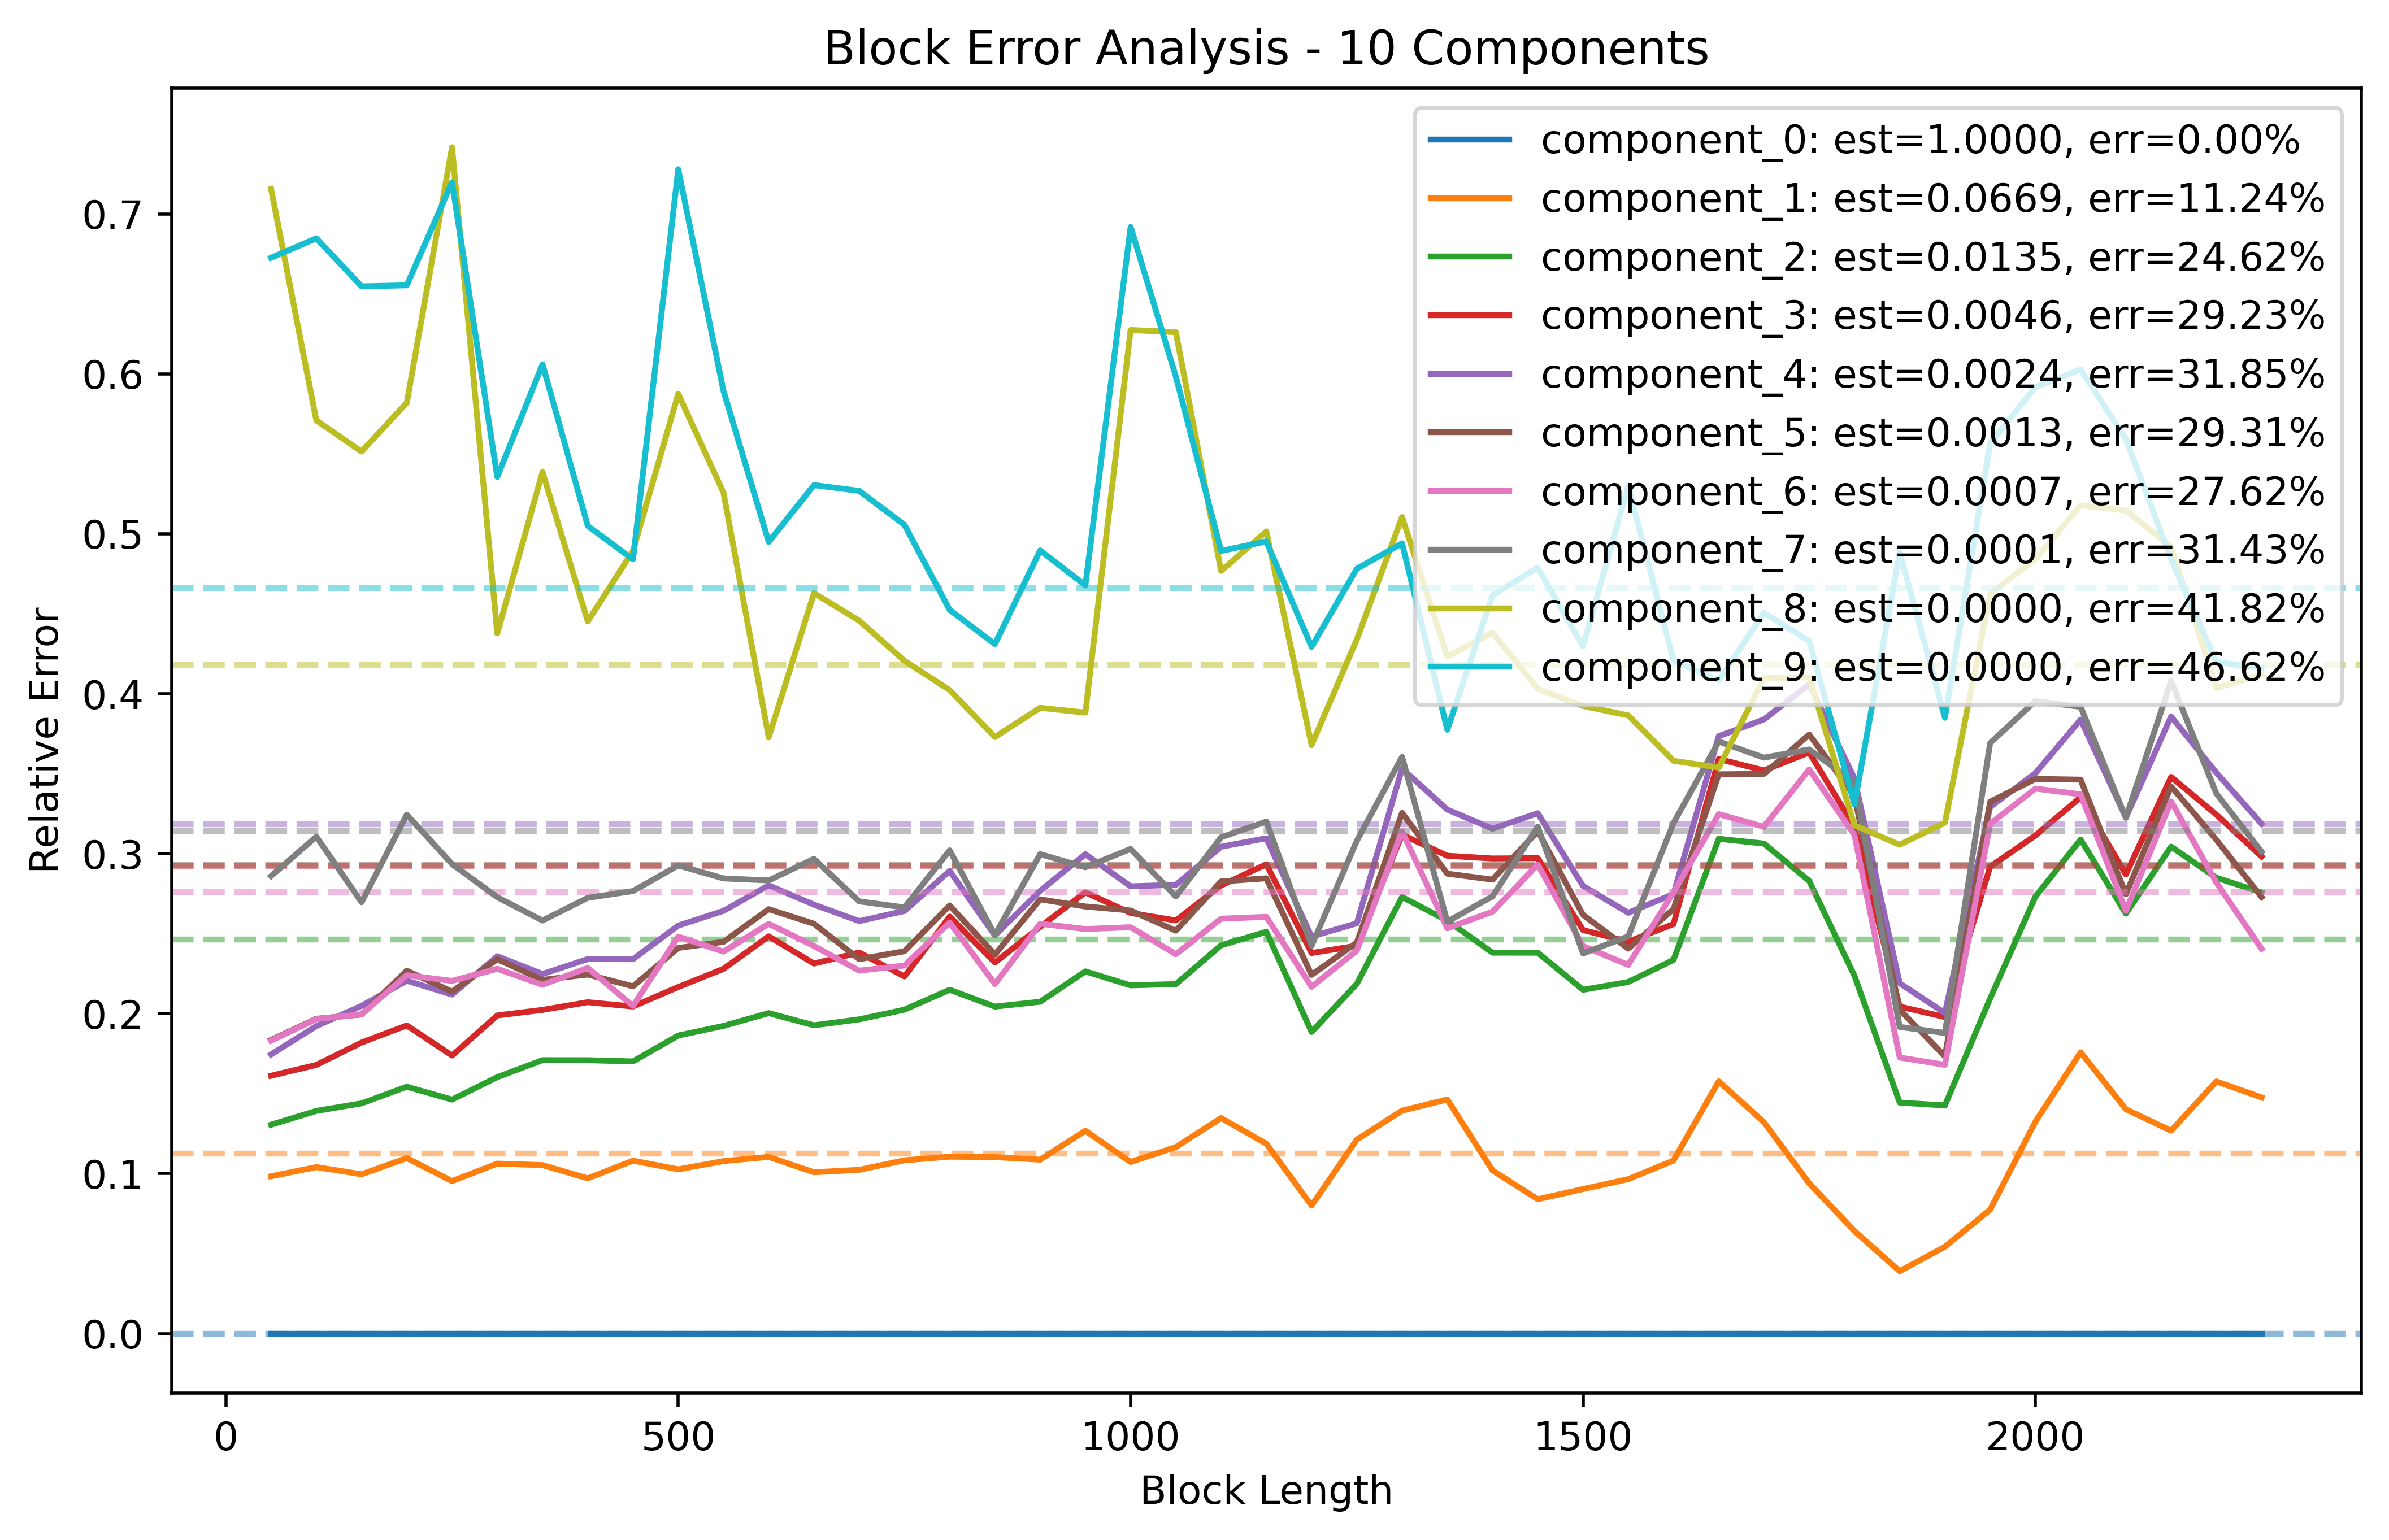 Block Error Analysis - 10 Components
component_0: est=1.0000, err=0.00%
component_1: est=0.0669, err=11.24%
component_2: est=0.0135, err=24.62%
component_3: est=0.0046, err=29.23%
component_4: est=0.0024, err=31.85%
component_5: est=0.0013, err=29.31%
component_6: est=0.0007, err=27.62%
component_7: est=0.0001, err=31.43%
component_8: est=0.0000, err=41.82%
component_9: est=0.0000, err=46.62%
Relative Error
0.7
0.6
0.5
0.4
0.3
0.2
0.1
0.0
0 500 1000 1500 2000
Block Length